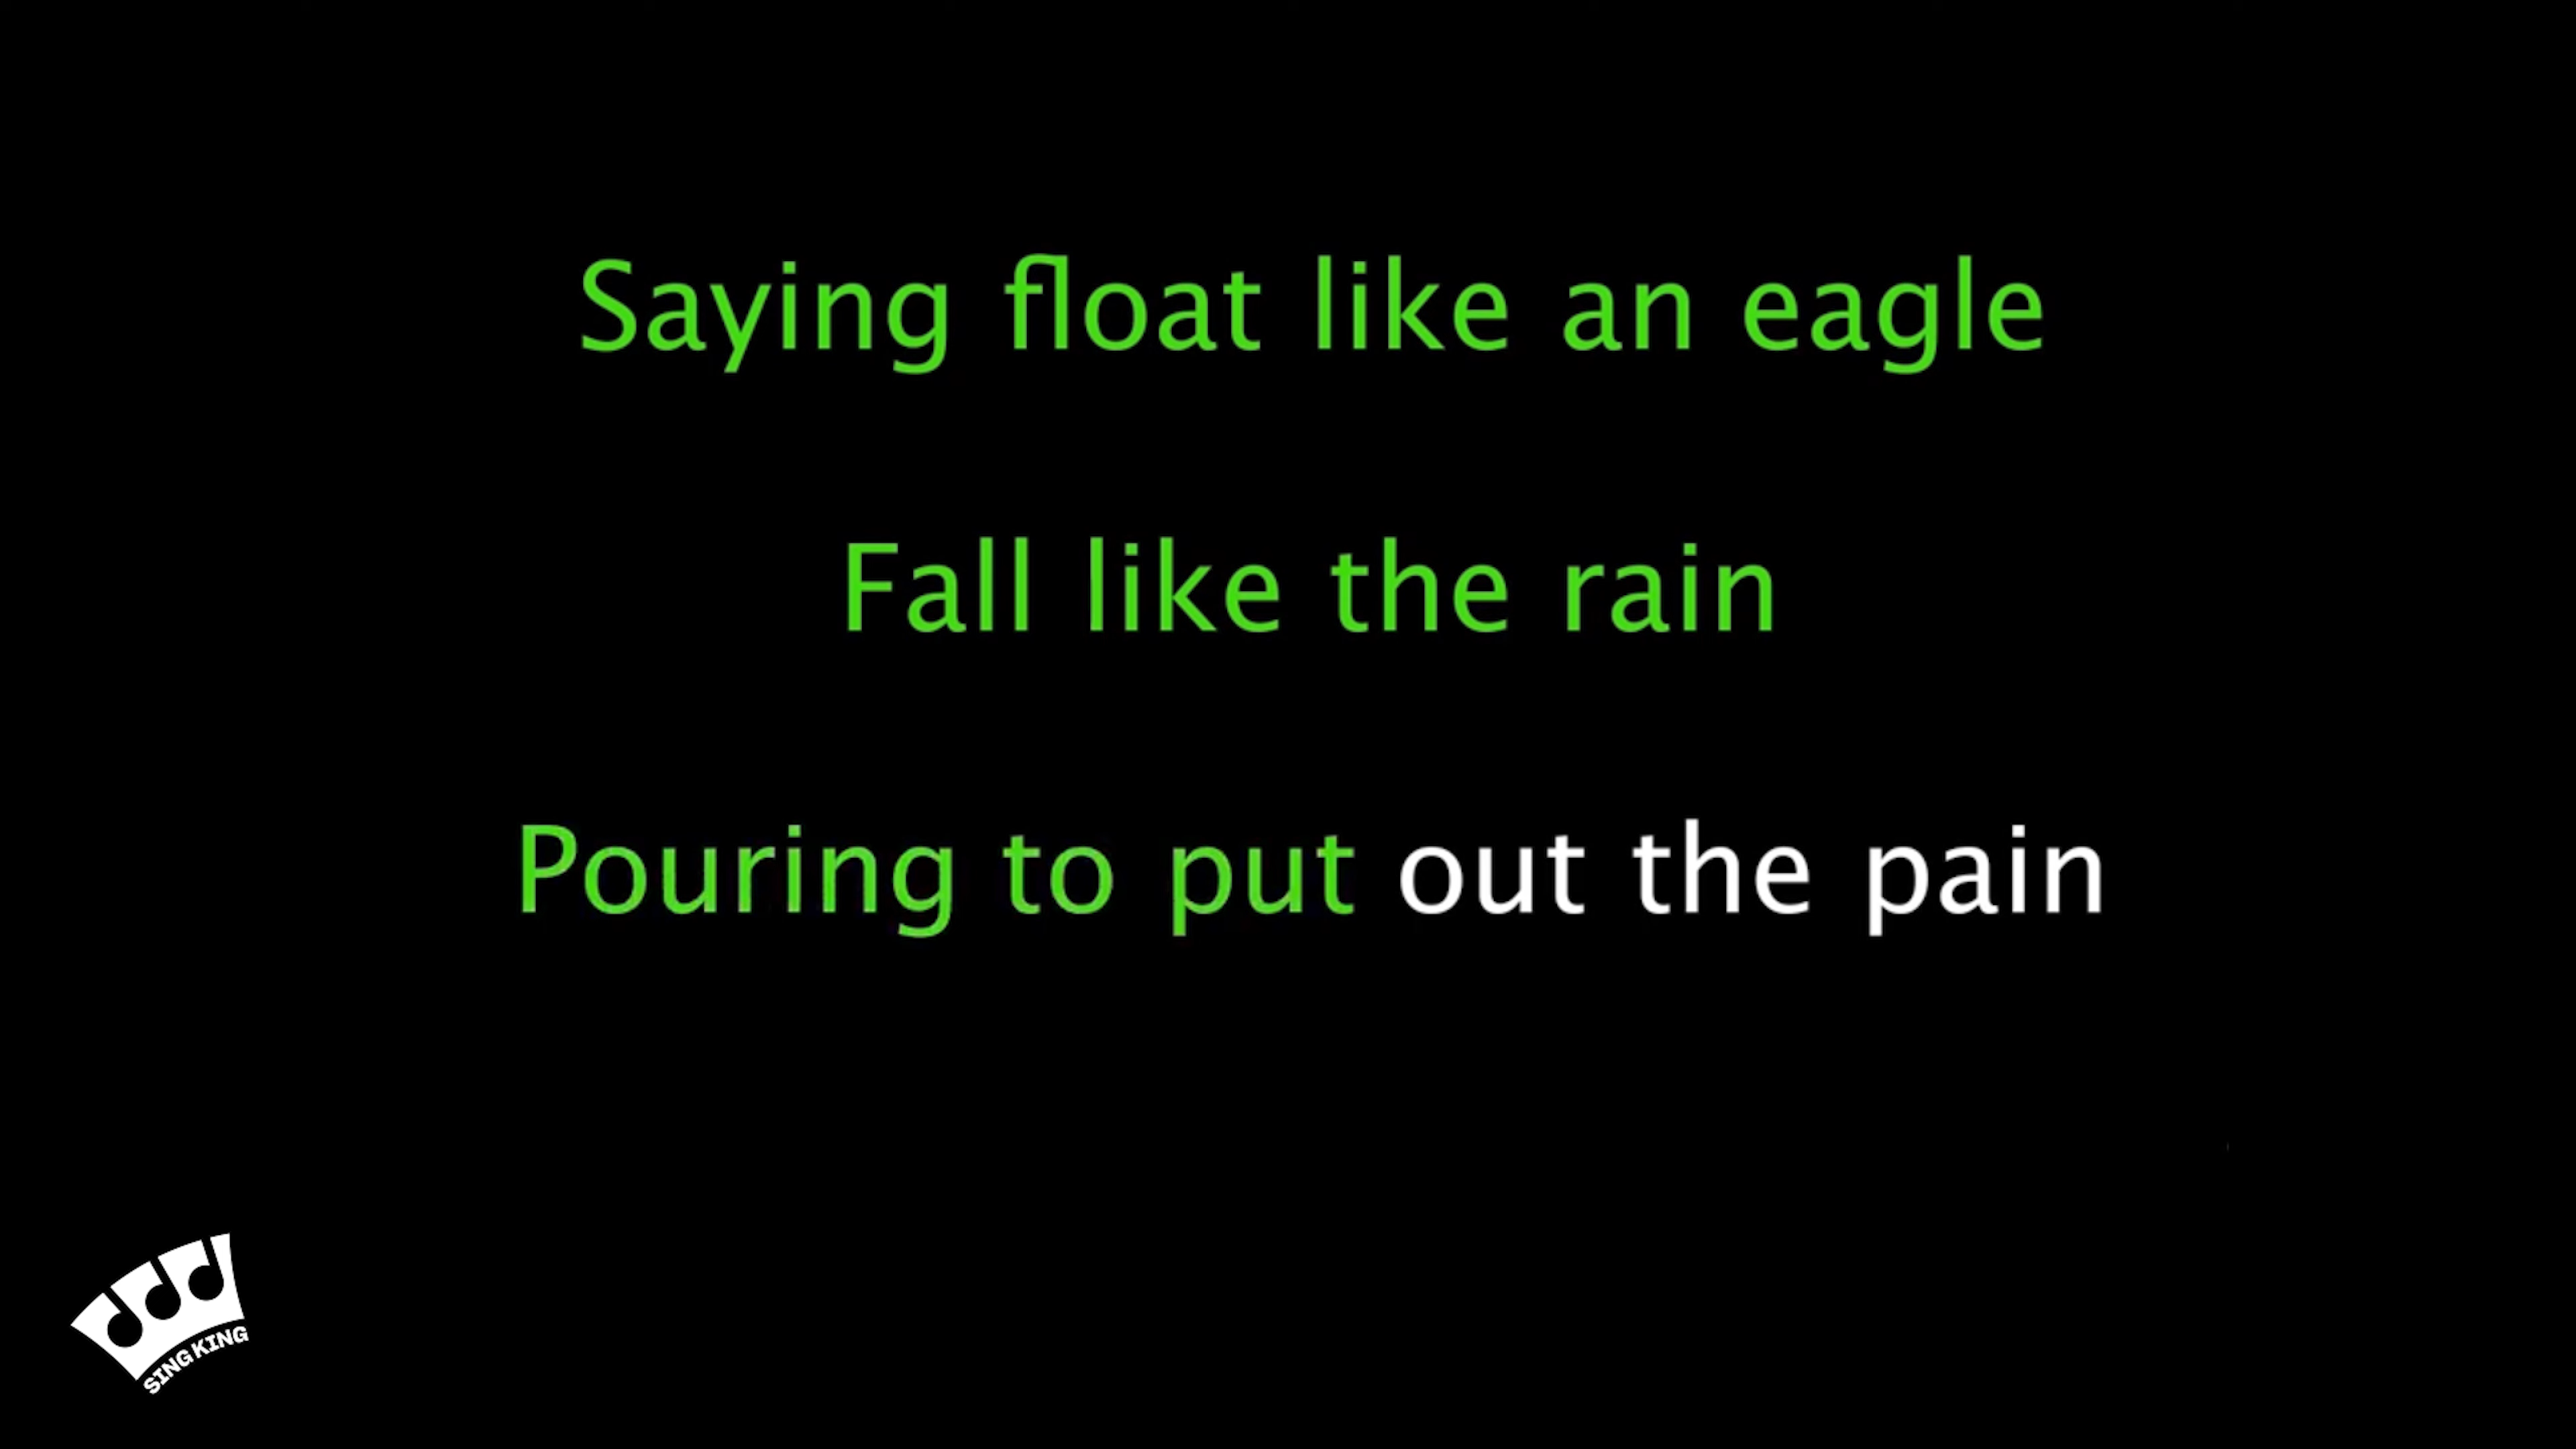 Saying float like an eagle
Fall like the rain
Pouring to put out the pain
SING KING